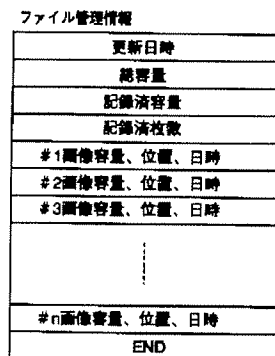 ファイル管理情報
更新日時
総容量
記録済容量
記録済枚数
#1画像容量、位置、日時
#2画像容量、位置、日時
#3画像容量、位置、日時
#n画像容量、位置、日時
END